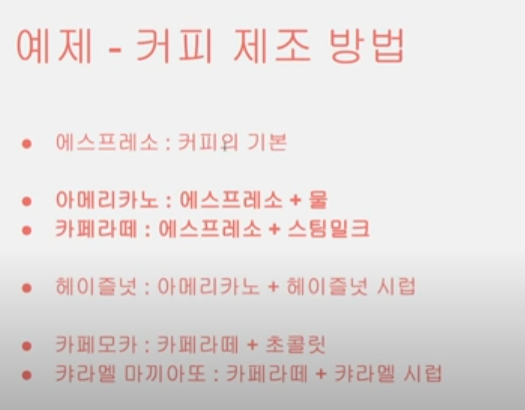 예제 - 커피 제조 방법
● 에스프레소 : 커피의 기본
● 아메리카노 : 에스프레소 + 물
● 카페라떼 : 에스프레소 + 스팀밀크
● 헤이즐넛 : 아메리카노 + 헤이즐넛 시럽
● 카페모카 : 카페라떼 + 초콜릿
● 캬라멜 마끼아또 : 카페라떼 + 캬라멜 시럽